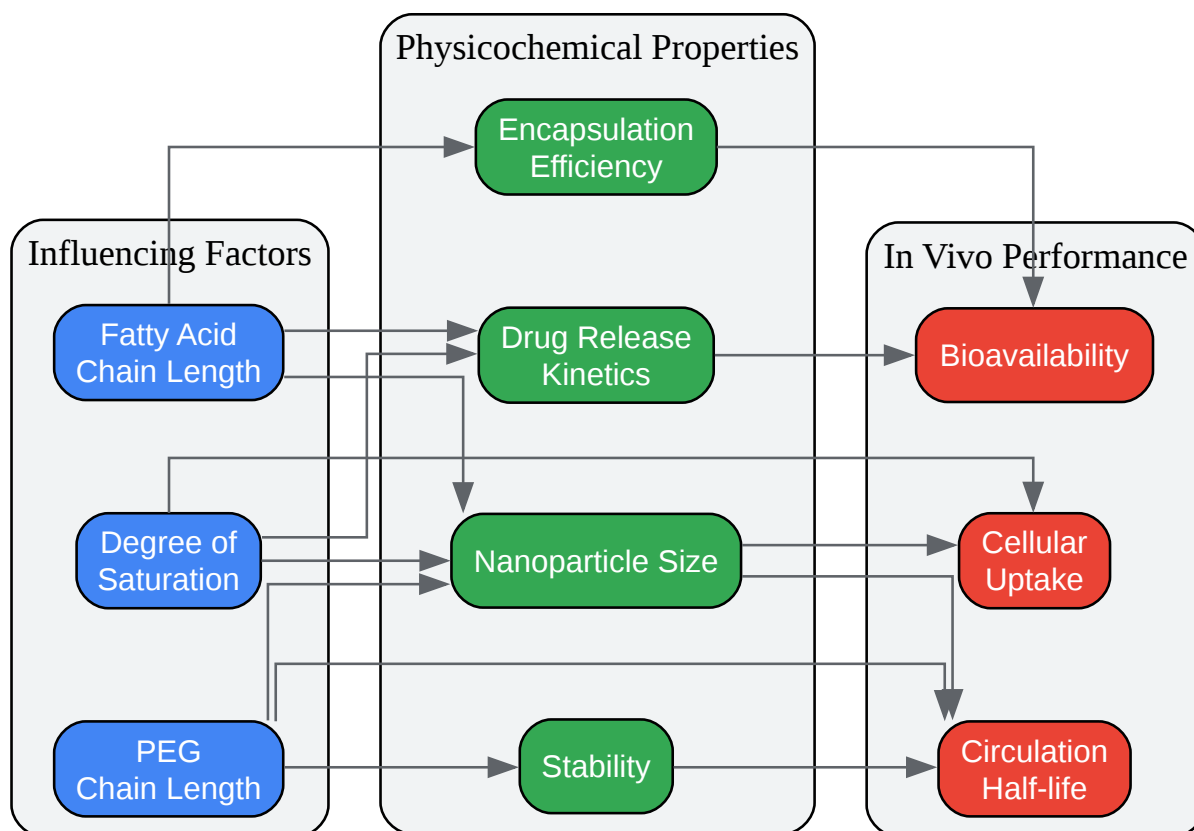 Physicochemical Properties
Encapsulation
Efficiency
Influencing Factors
In Vivo Performance
Fatty Acid
Chain Length
Drug Release
Kinetics
Bioavailability
Degree of
Saturation
Nanoparticle Size
Cellular
Uptake
PEG
Chain Length
Stability
Circulation
Half-life